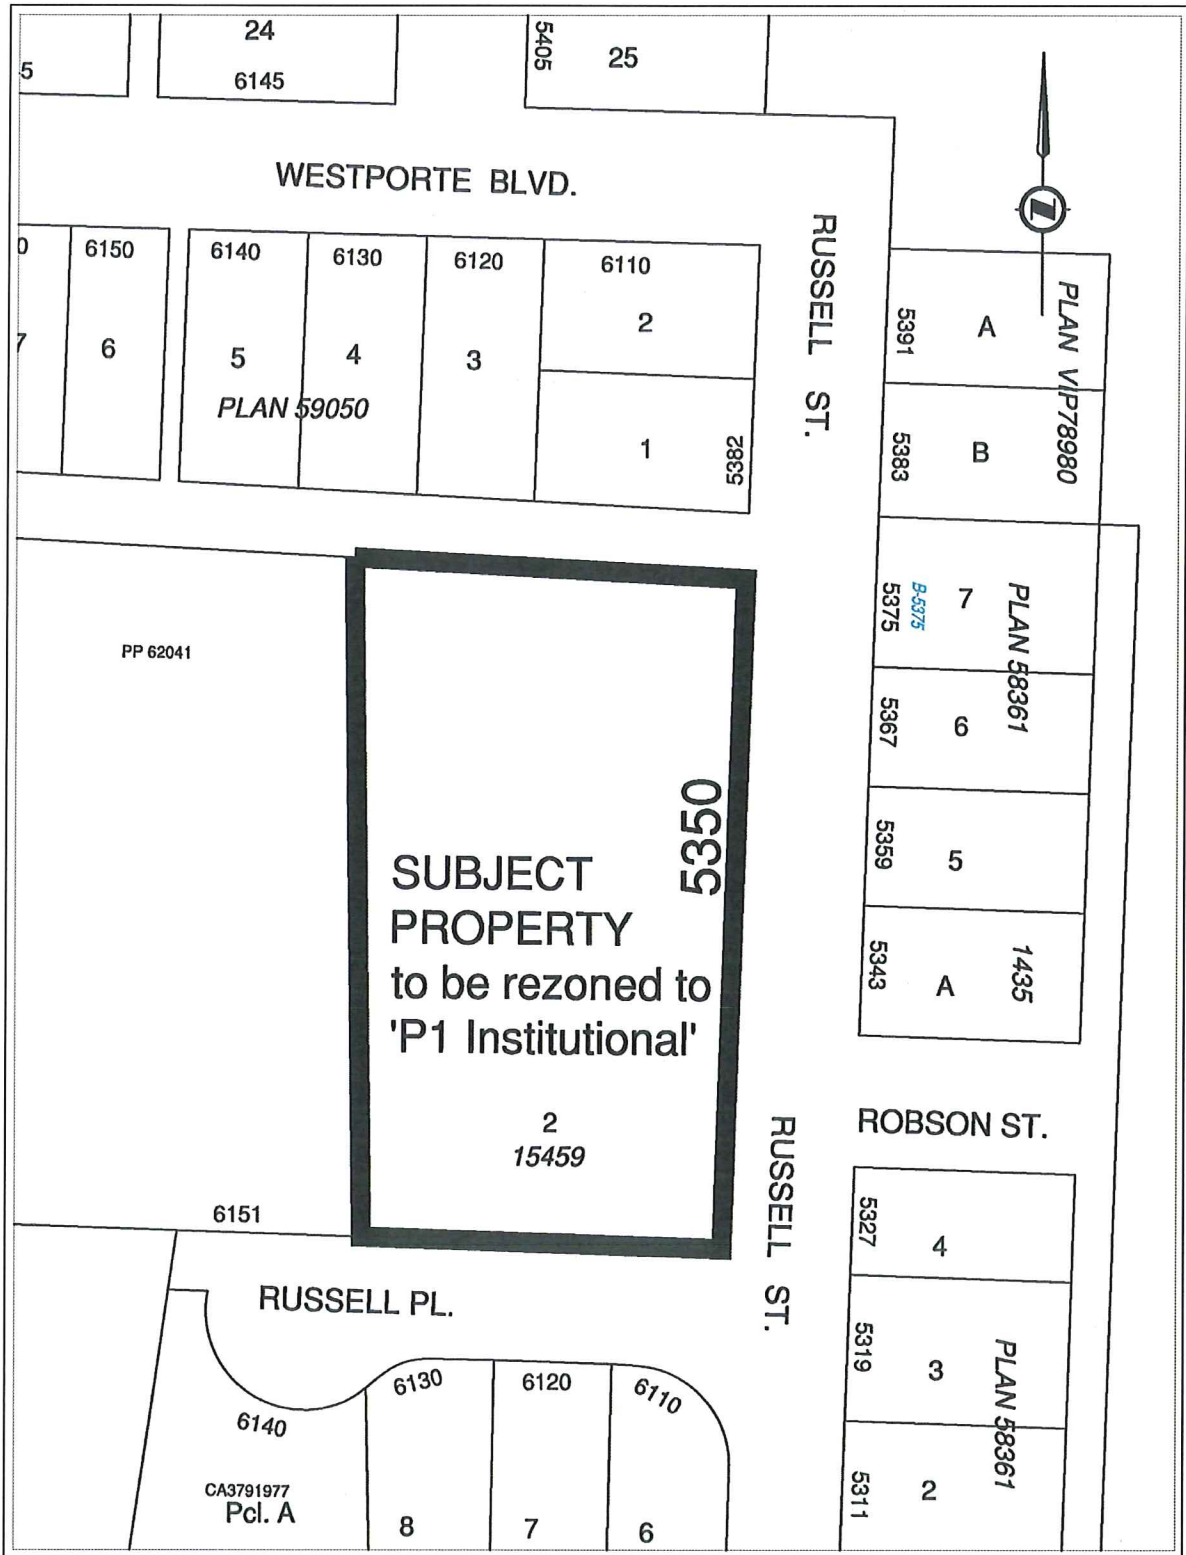 24
6145
5405
25
5
WESTPORTE BLVD.
RUSSELL ST.
Z
0
6150
6140
6130
6120
6110
7
6
5
4
3
2
1
5382
PLAN 59050
5391
A
PLAN VIP78980
5383
B
5375
B-5375
7
PLAN 58361
5367
6
5359
5
5343
A
1435
PP 62041
5350
SUBJECT
PROPERTY
to be rezoned to
'P1 Institutional'
2
15459
RUSSELL ST.
ROBSON ST.
6151
RUSSELL PL.
5327
4
5319
3
PLAN 58361
5311
2
6140
6130
6120
6110
CA3791977
Pcl. A
8
7
6